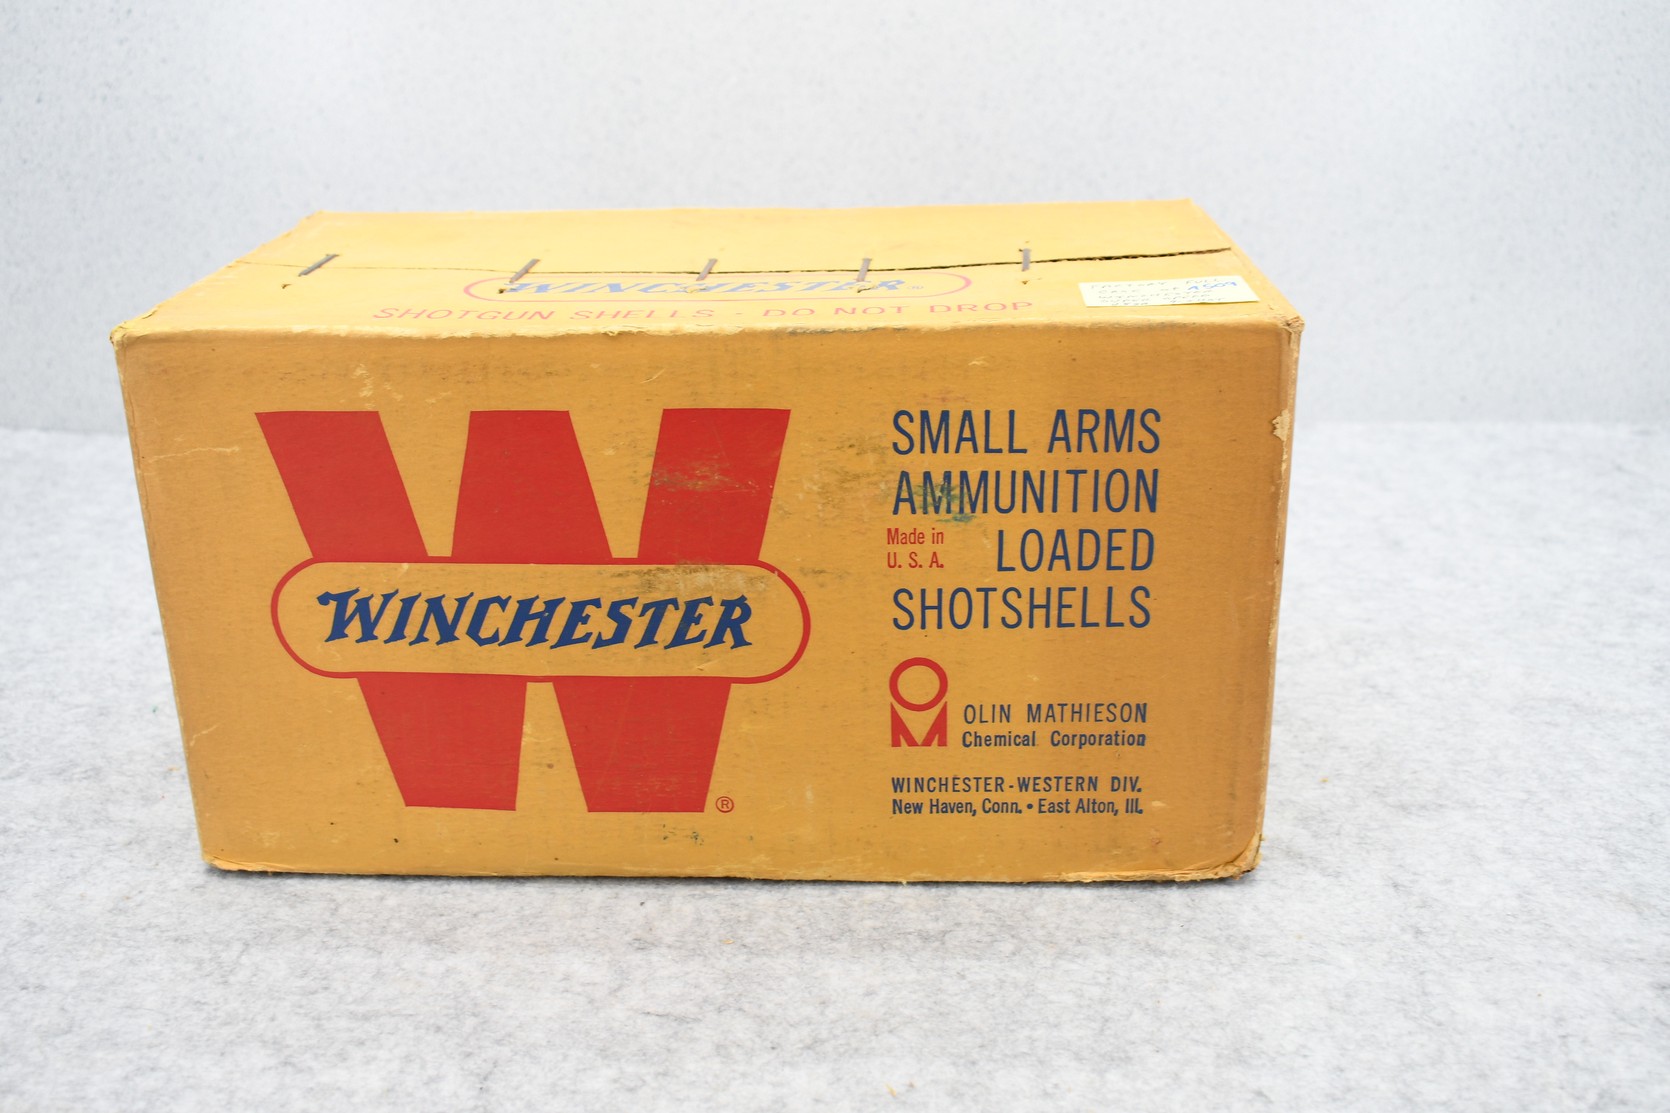 WINCHESTER
SHOTGUN SHELLS - DO NOT DROP
WINCHESTER
®
SMALL ARMS
AMMUNITION
Made in
U. S. A.
LOADED
SHOTSHELLS
OLIN MATHIESON
Chemical Corporation
WINCHESTER-WESTERN DIV.
New Haven, Conn. • East Alton, Ill.